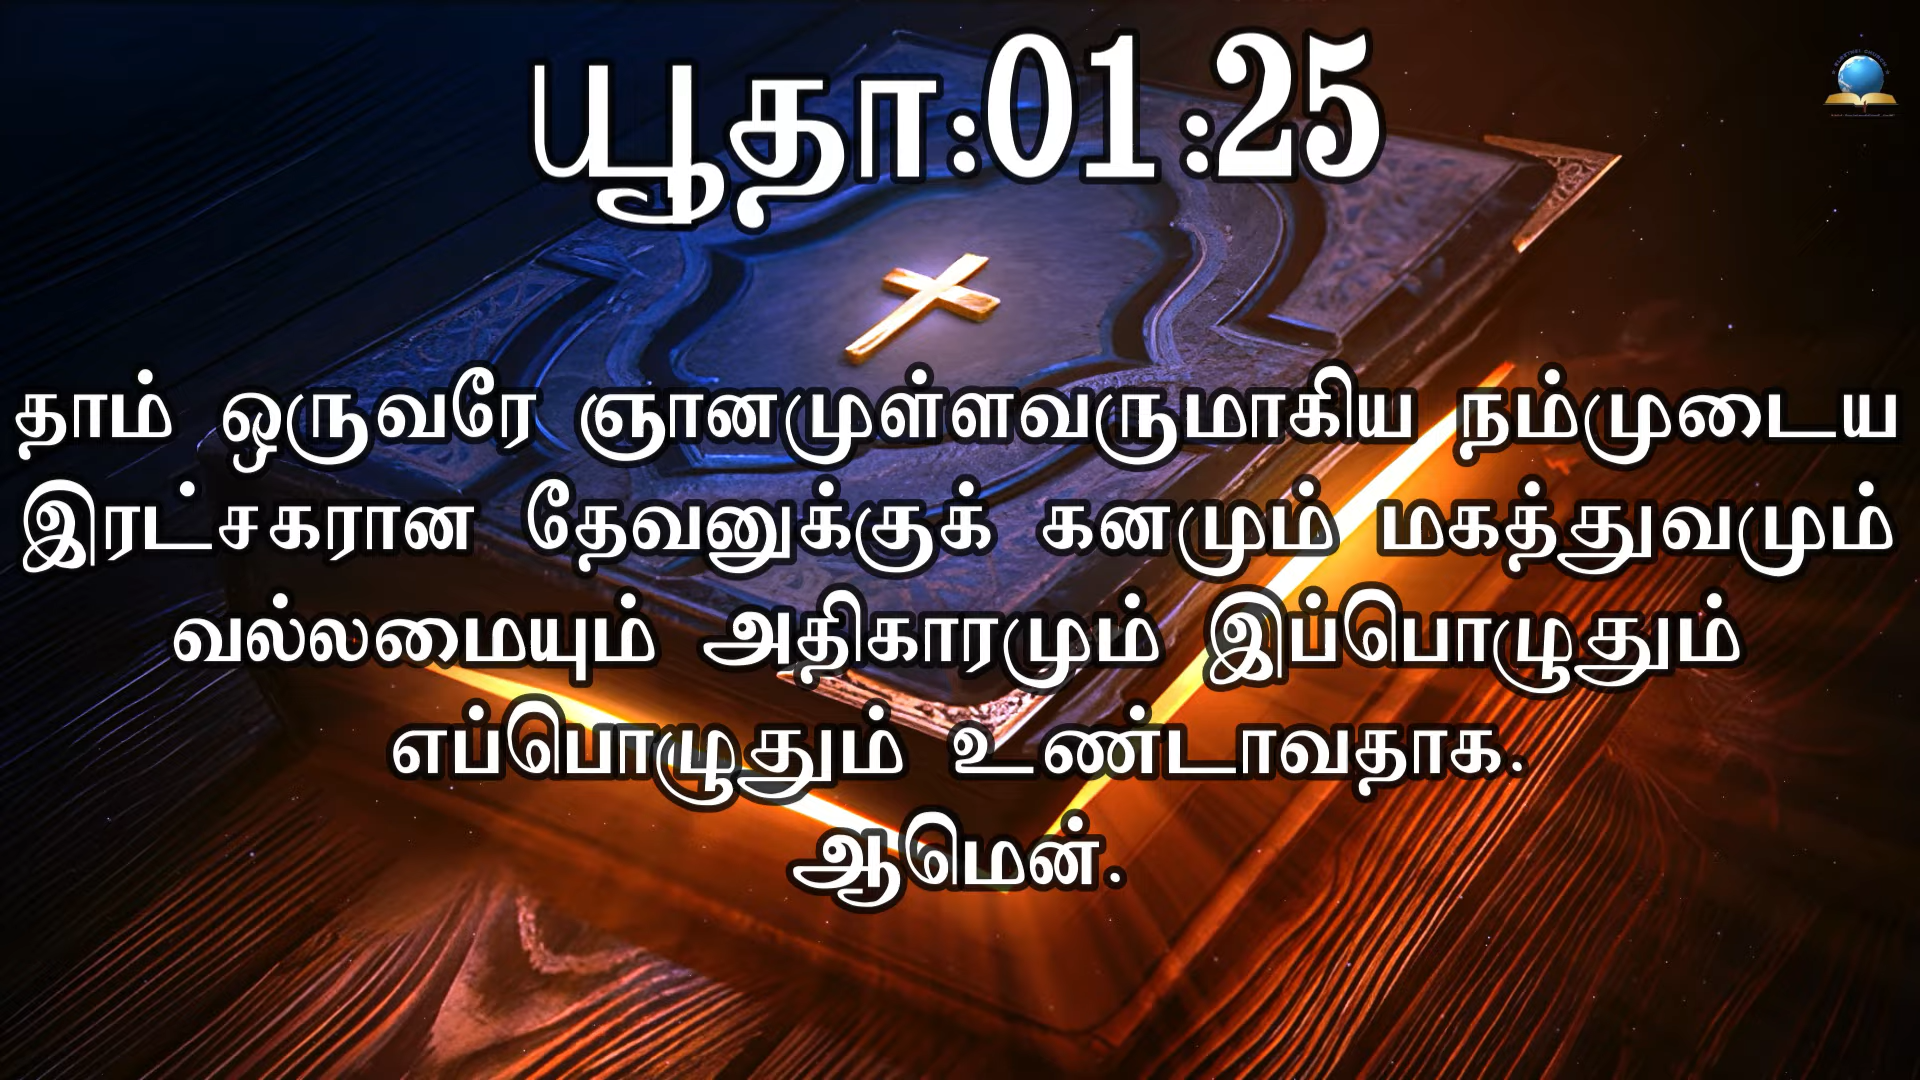 யூதா:01:25
தாம் ஒருவரே ஞானமுள்ளவருமாகிய நம்முடைய
இரட்சகரான தேவனுக்குக் கனமும் மகத்துவமும்
வல்லமையும் அதிகாரமும் இப்பொழுதும்
எப்பொழுதும் உண்டாவதாக.
ஆமென்.